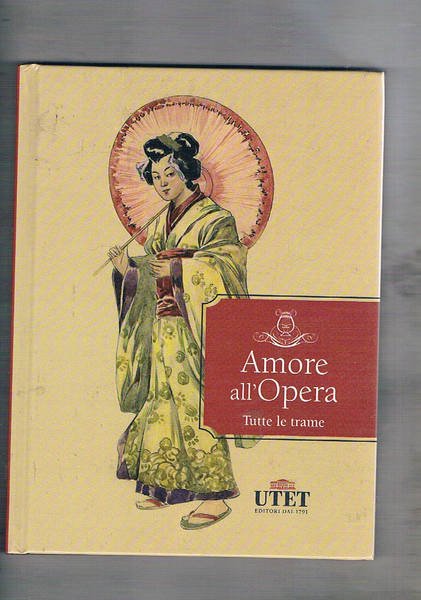 Amore
all'Opera
Tutte le trame
UTET
EDITORI DAL 1791